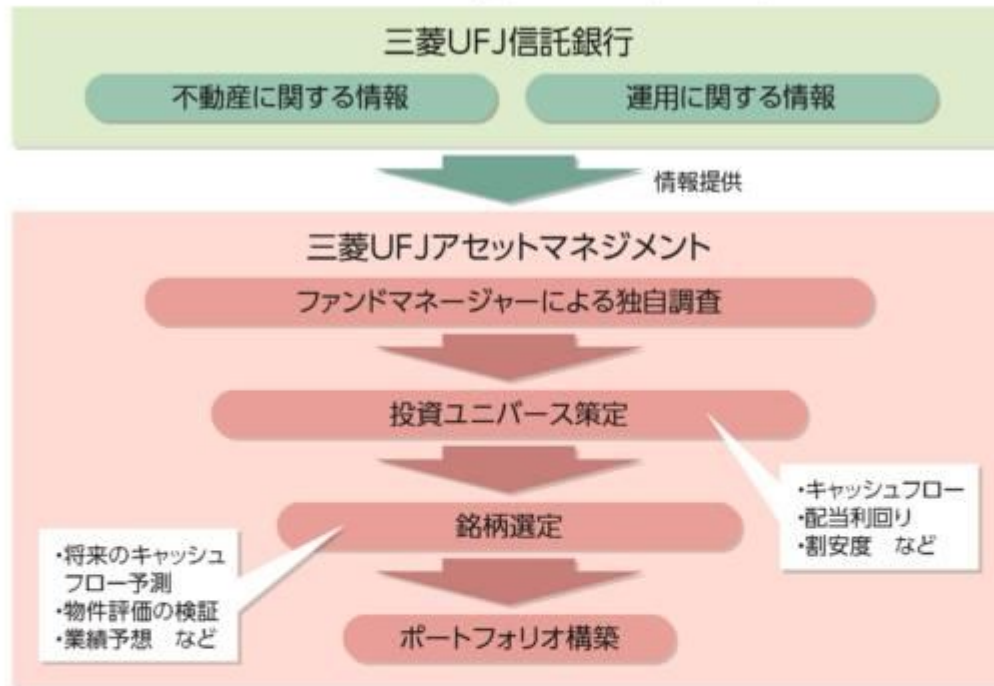 三菱UFJ信託銀行
不動産に関する情報
運用に関する情報
情報提供
三菱UFJアセットマネジメント
ファンドマネージャーによる独自調査
投資ユニバース策定
・キャッシュフロー
・配当利回り
・割安度　など
銘柄選定
・将来のキャッシュ
フロー予測
・物件評価の検証
・業績予想　など
ポートフォリオ構築